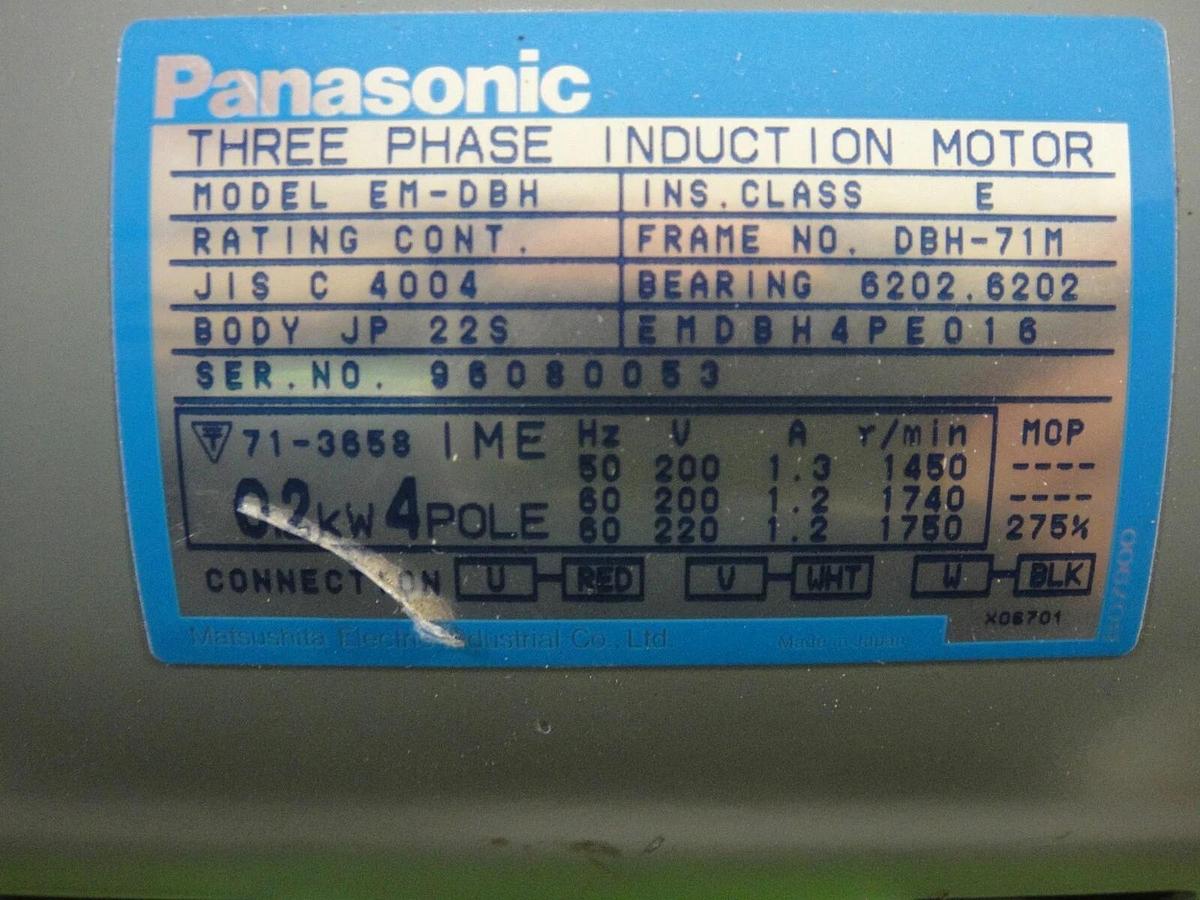 Panasonic
THREE PHASE INDUCTION MOTOR
MODEL EM-DBH INS.CLASS E
RATING CONT. FRAME NO. DBH-71M
JIS C 4004 BEARING 6202.6202
BODY JP 22S EMDBH4PE016
SER.NO. 96080053
〒 71-3658 IME Hz V A r/min MOP
50 200 1.3 1450 ----
60 200 1.2 1740 ----
0.2kW 4POLE 60 220 1.2 1750 275%
CONNECTION U RED V WHT W BLK
X06701
Matsushita Electric Industrial Co., Ltd. Made in Japan